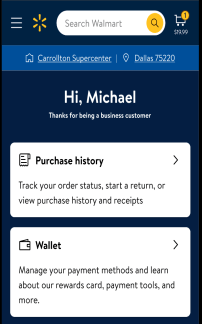 Search Walmart
1
$19.99
Carrollton Supercenter | Dallas 75220
Hi, Michael
Thanks for being a business customer
Purchase history
Track your order status, start a return, or
view purchase history and receipts
Wallet
Manage your payment methods and learn
about our rewards card, payment tools, and
more.